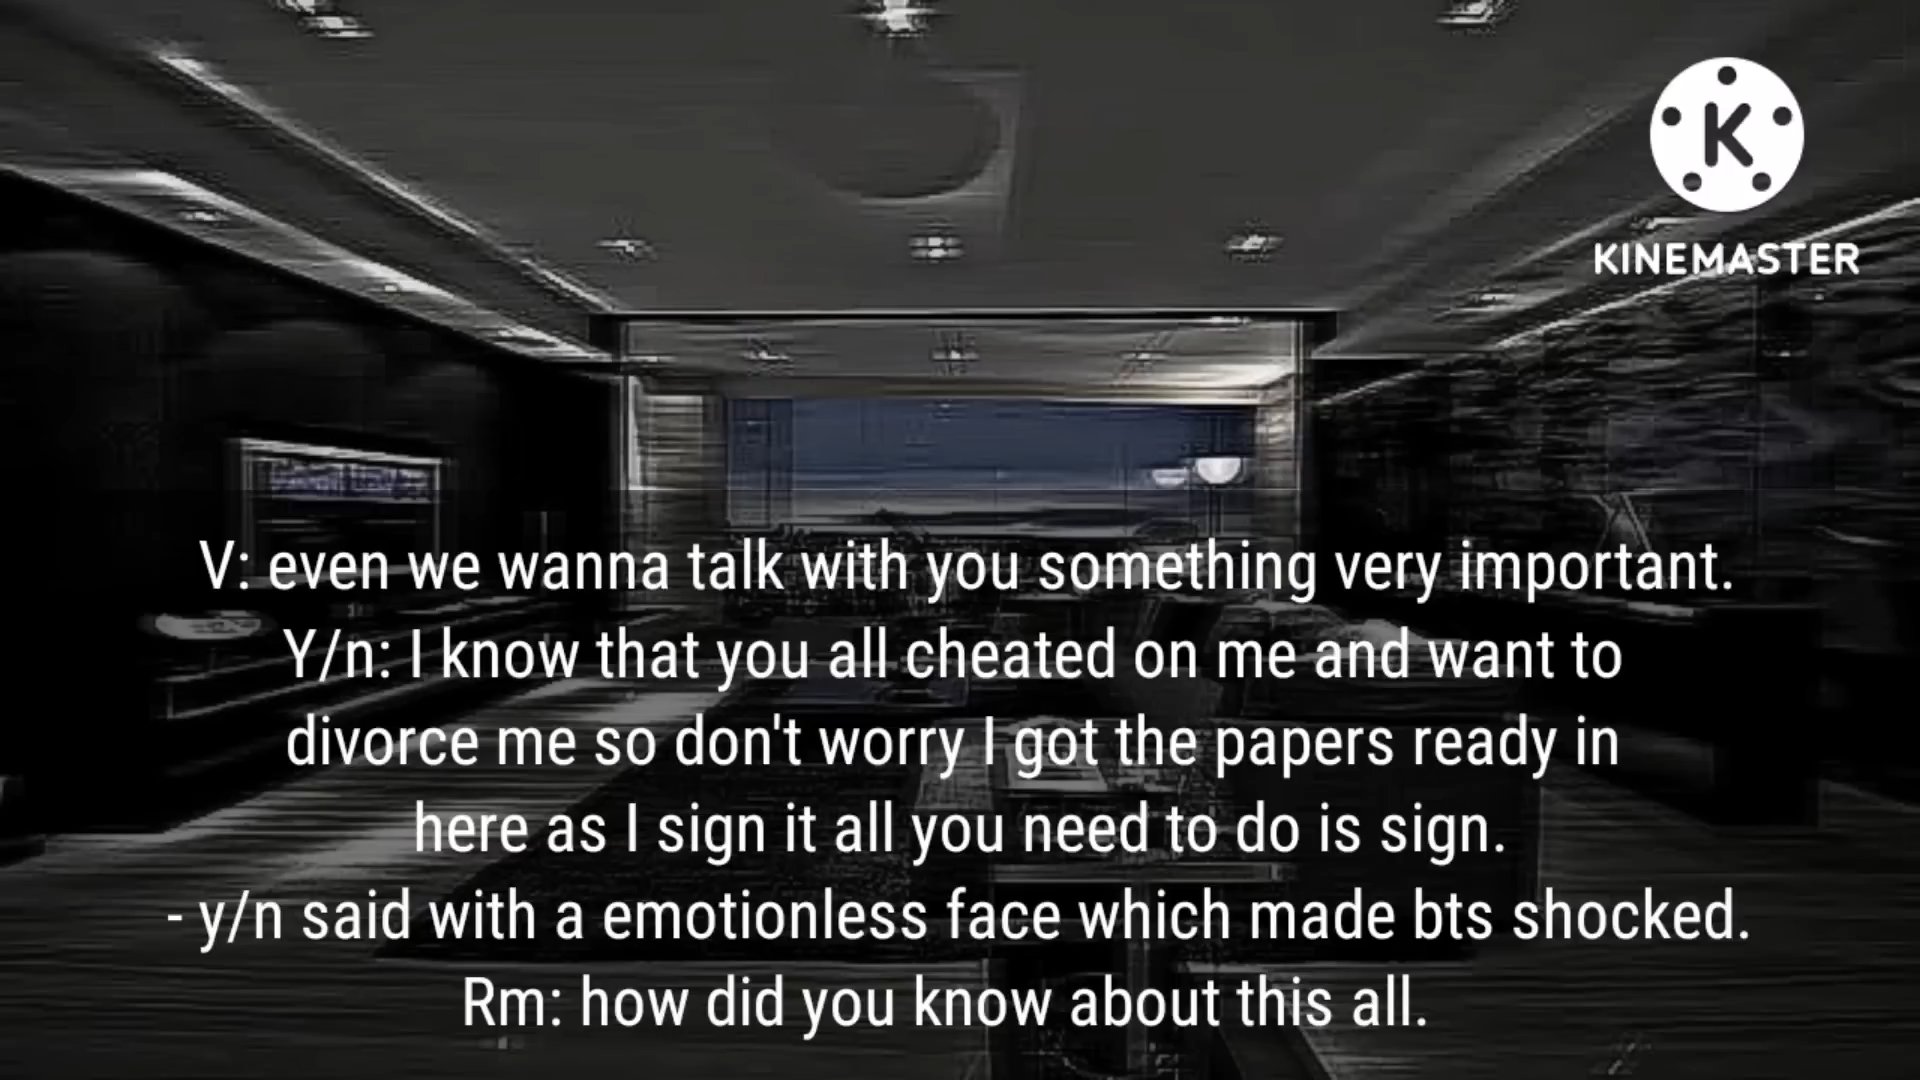 K
KINEMASTER
V: even we wanna talk with you something very important.
Y/n: I know that you all cheated on me and want to
divorce me so don't worry I got the papers ready in
here as I sign it all you need to do is sign.
- y/n said with a emotionless face which made bts shocked.
Rm: how did you know about this all.